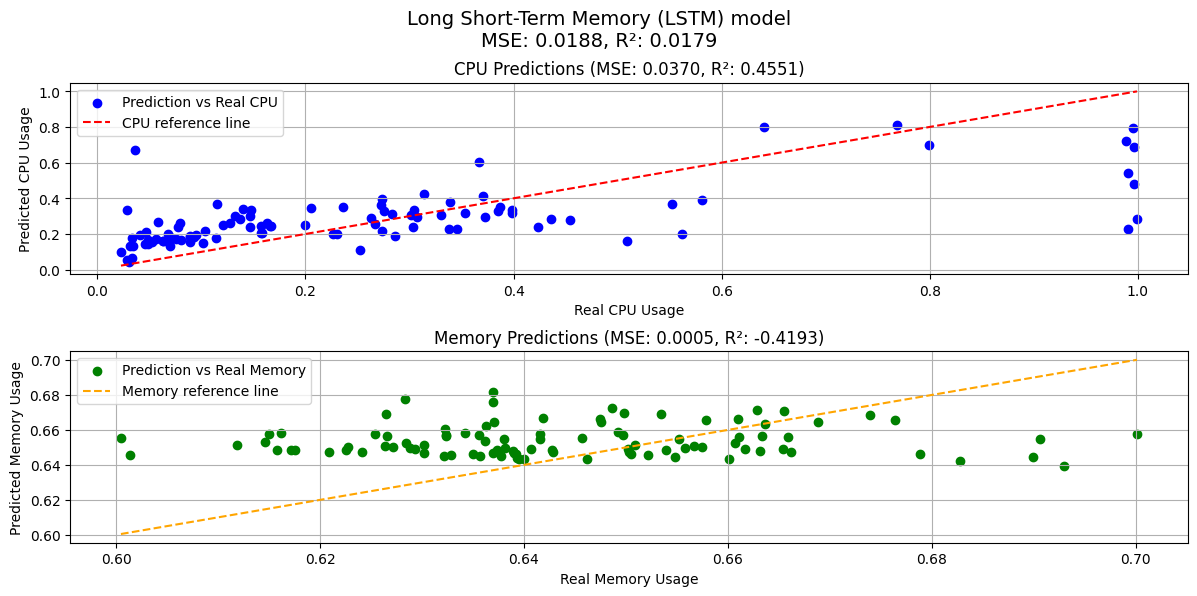 Long Short-Term Memory (LSTM) model
MSE: 0.0188, R²: 0.0179
CPU Predictions (MSE: 0.0370, R²: 0.4551)
Prediction vs Real CPU
CPU reference line
Predicted CPU Usage
1.0
0.8
0.6
0.4
0.2
0.0
0.0 0.2 0.4 0.6 0.8 1.0
Real CPU Usage
Memory Predictions (MSE: 0.0005, R²: -0.4193)
Prediction vs Real Memory
Memory reference line
Predicted Memory Usage
0.70
0.68
0.66
0.64
0.62
0.60
0.60 0.62 0.64 0.66 0.68 0.70
Real Memory Usage